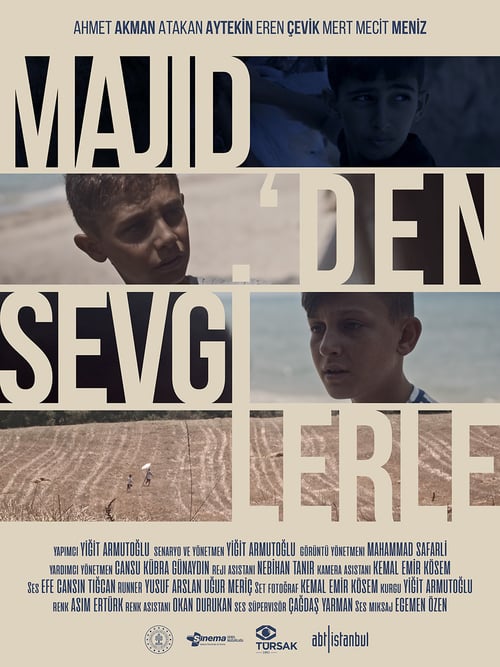 AHMET AKMAN ATAKAN AYTEKİN EREN ÇEVİK MERT MECİT MENİZ
MAJID
'DEN
SEVGİ
LERLE
YAPIMCI YİĞİT ARMUTOĞLU SENARYO VE YÖNETMEN YİĞİT ARMUTOĞLU GÖRÜNTÜ YÖNETMENİ MAHAMMAD SAFARLİ
YARDIMCI YÖNETMEN CANSU KÜBRA GÜNAYDIN REJİ ASİSTANI NEBİHAN TANIR KAMERA ASİSTANI KEMAL EMİR KÖSEM
SES EFE CANSIN TIĞCAN RUNNER YUSUF ARSLAN UĞUR MERİÇ SET FOTOĞRAF KEMAL EMİR KÖSEM KURGU YİĞİT ARMUTOĞLU
RENK ASIM ERTÜRK RENK ASİSTANI OKAN DURUKAN SES SÜPERVİSÖR ÇAĞDAŞ YARMAN SES MİKSAJ EGEMEN ÖZEN
Sinema TÜRSAK abt|istanbul